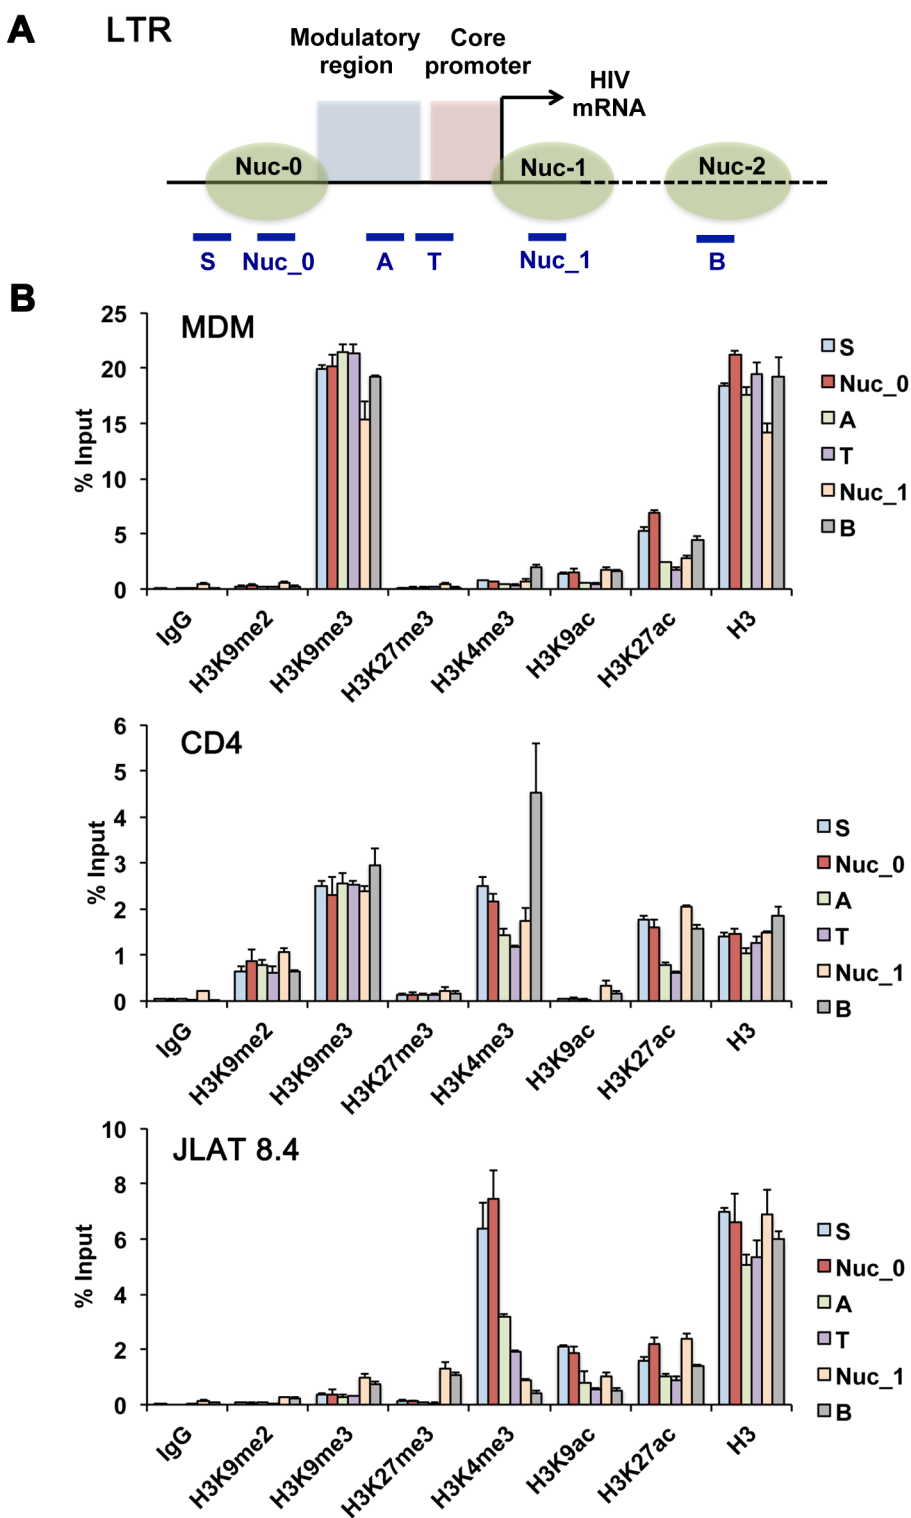 A
LTR
Modulatory
region
Core
promoter
HIV
mRNA
Nuc-0
Nuc-1
Nuc-2
S
Nuc_0
A
T
Nuc_1
B
B
MDM
% Input
25
20
15
10
5
0
IgG
H3K9me2
H3K9me3
H3K27me3
H3K4me3
H3K9ac
H3K27ac
H3
S
Nuc_0
A
T
Nuc_1
B
CD4
% Input
6
5
4
3
2
1
0
IgG
H3K9me2
H3K9me3
H3K27me3
H3K4me3
H3K9ac
H3K27ac
H3
S
Nuc_0
A
T
Nuc_1
B
JLAT 8.4
% Input
10
8
6
4
2
0
IgG
H3K9me2
H3K9me3
H3K27me3
H3K4me3
H3K9ac
H3K27ac
H3
S
Nuc_0
A
T
Nuc_1
B